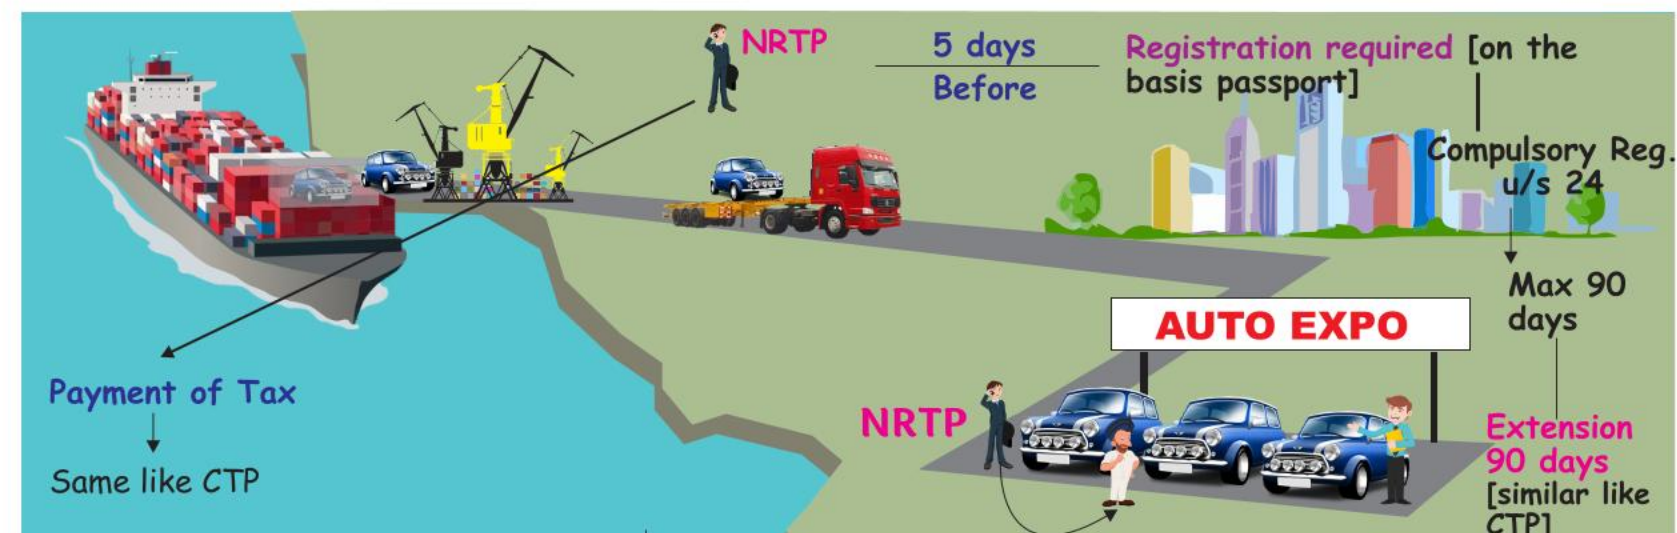 NRTP
5 days
Before
Registration required [on the
basis passport]
Compulsory Reg.
u/s 24
Max 90
days
AUTO EXPO
Payment of Tax
Same like CTP
NRTP
Extension
90 days
[similar like
CTP]